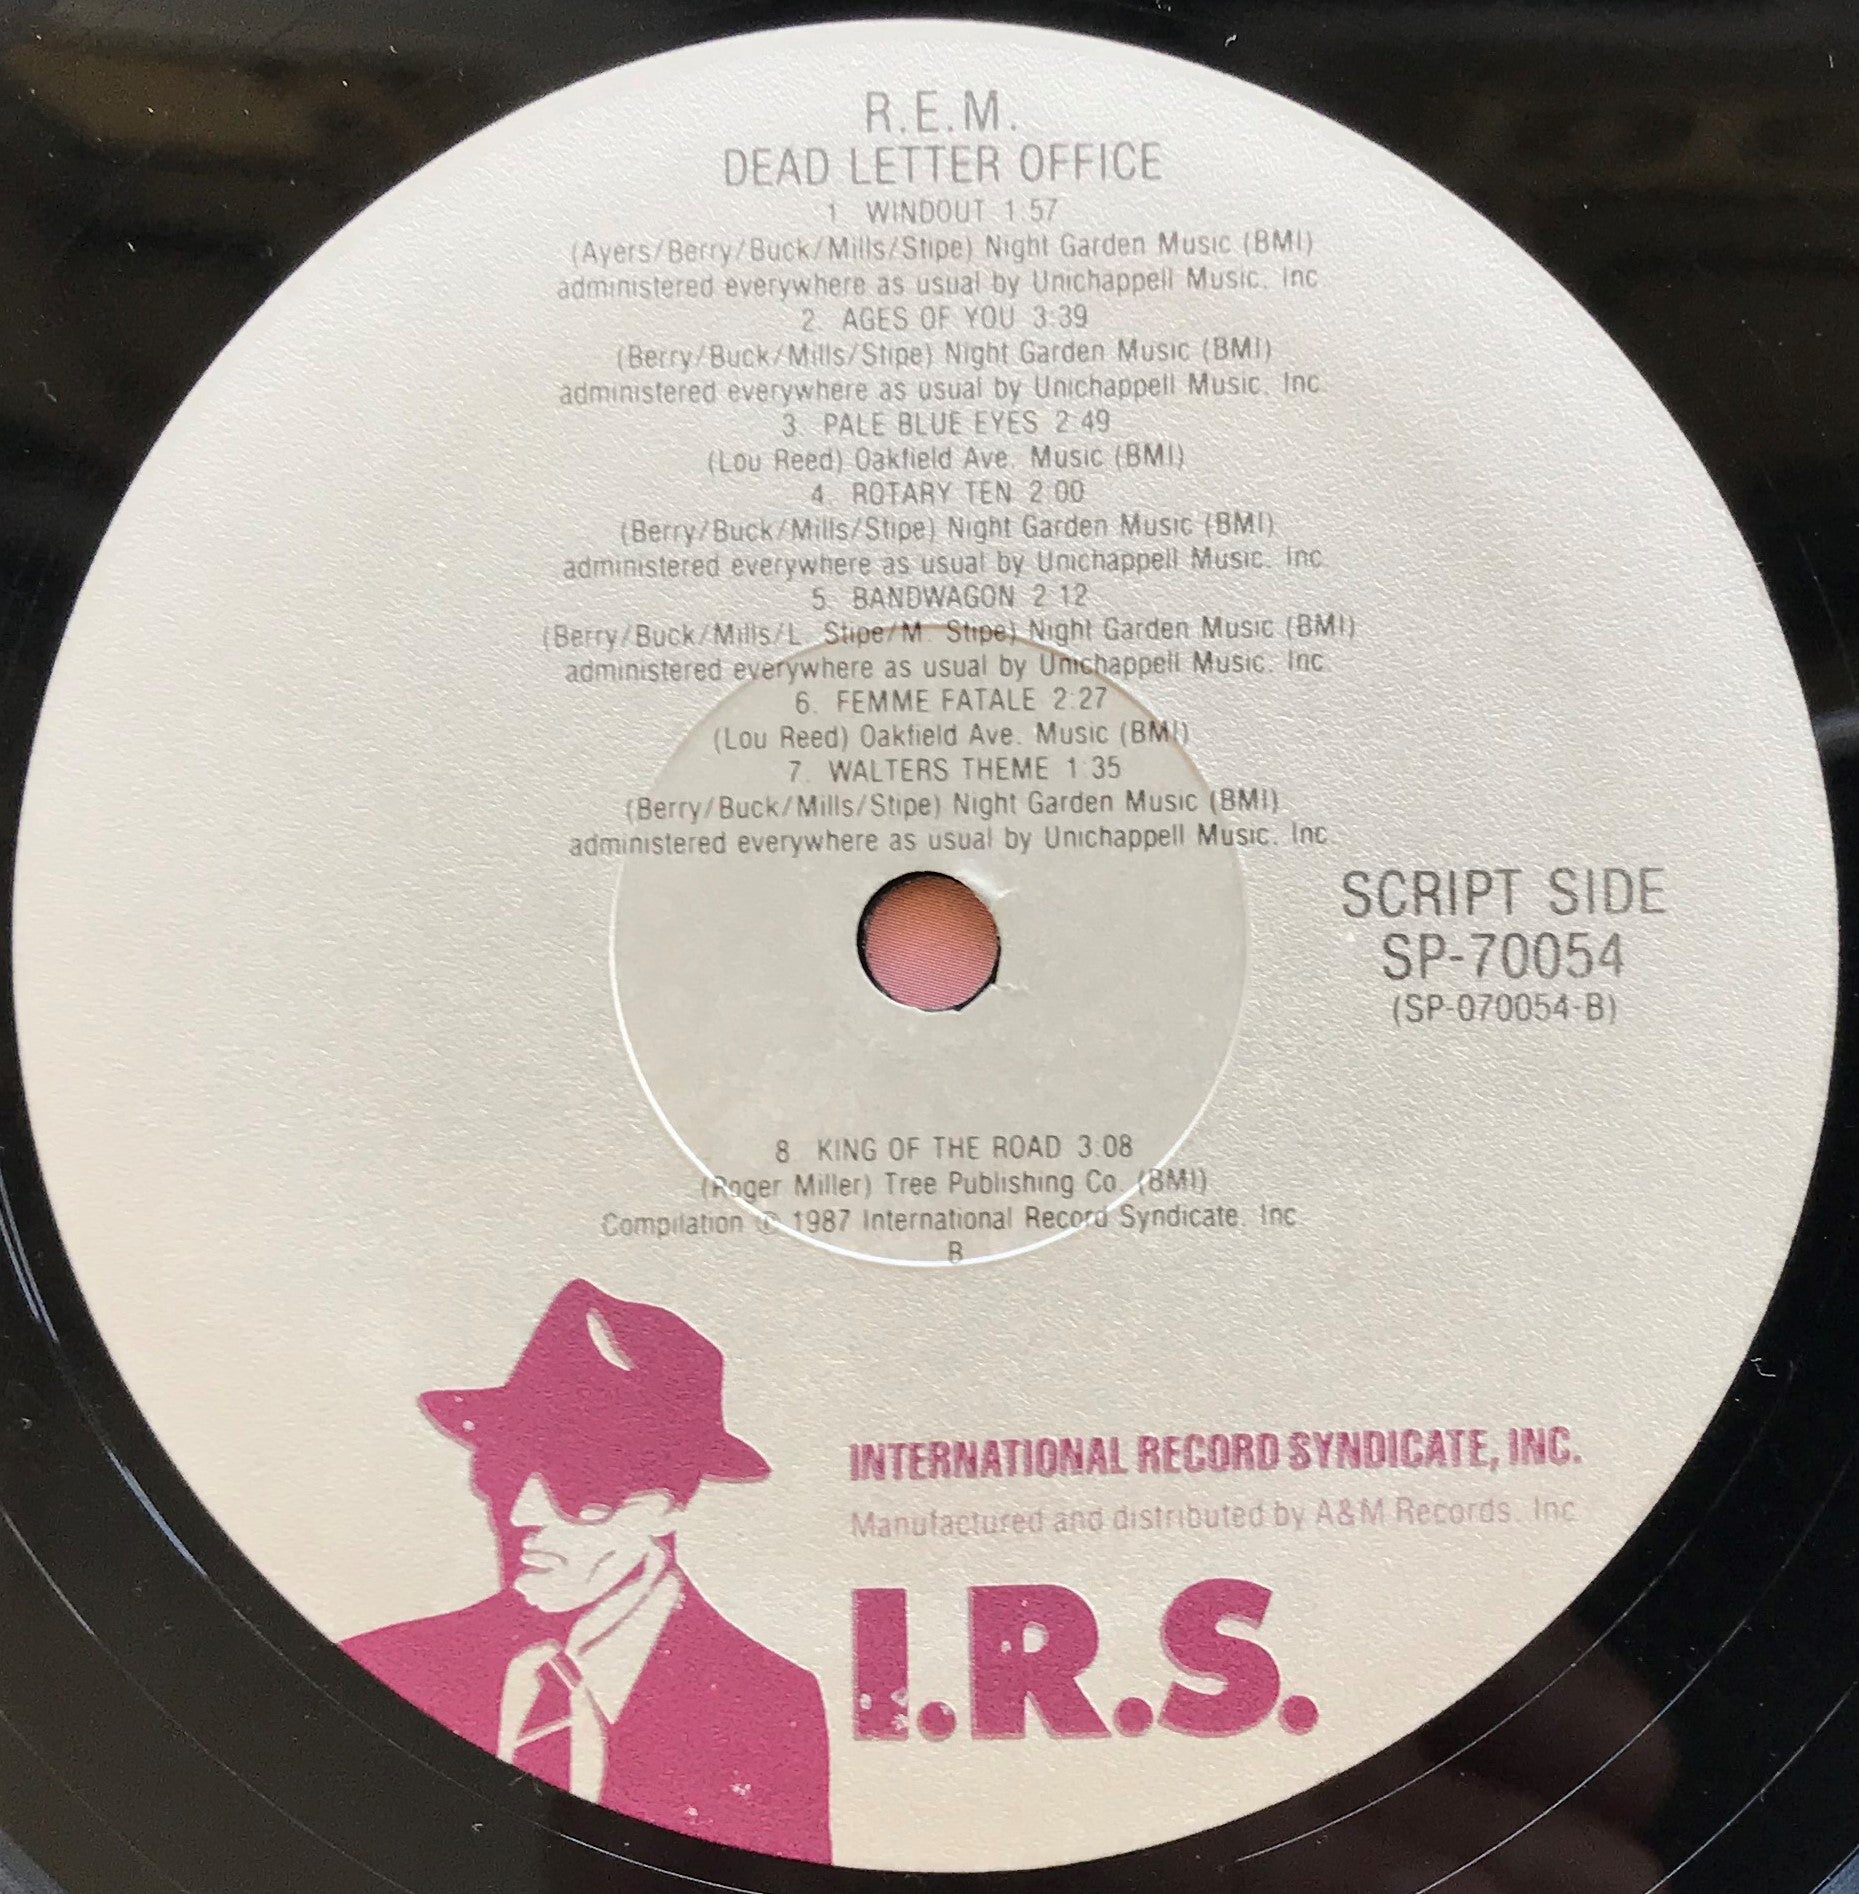 R.E.M.
DEAD LETTER OFFICE
1. WINDOUT 1:57
(Ayers/Berry/Buck/Mills/Stipe) Night Garden Music (BMI)
administered everywhere as usual by Unichappell Music, Inc.
2. AGES OF YOU 3:39
(Berry/Buck/Mills/Stipe) Night Garden Music (BMI)
administered everywhere as usual by Unichappell Music, Inc.
3. PALE BLUE EYES 2:49
(Lou Reed) Oakfield Ave. Music (BMI)
4. ROTARY TEN 2:00
(Berry/Buck/Mills/Stipe) Night Garden Music (BMI)
administered everywhere as usual by Unichappell Music, Inc.
5. BANDWAGON 2:12
(Berry/Buck/Mills/L. Stipe/M. Stipe) Night Garden Music (BMI)
administered everywhere as usual by Unichappell Music, Inc.
6. FEMME FATALE 2:27
(Lou Reed) Oakfield Ave. Music (BMI)
7. WALTERS THEME 1:35
(Berry/Buck/Mills/Stipe) Night Garden Music (BMI)
administered everywhere as usual by Unichappell Music, Inc.
SCRIPT SIDE
SP-70054
(SP-070054-B)
8. KING OF THE ROAD 3:08
(Roger Miller) Tree Publishing Co. (BMI)
Compilation Ⓟ 1987 International Record Syndicate, Inc.
B
INTERNATIONAL RECORD SYNDICATE, INC.
Manufactured and distributed by A&M Records, Inc.
I.R.S.